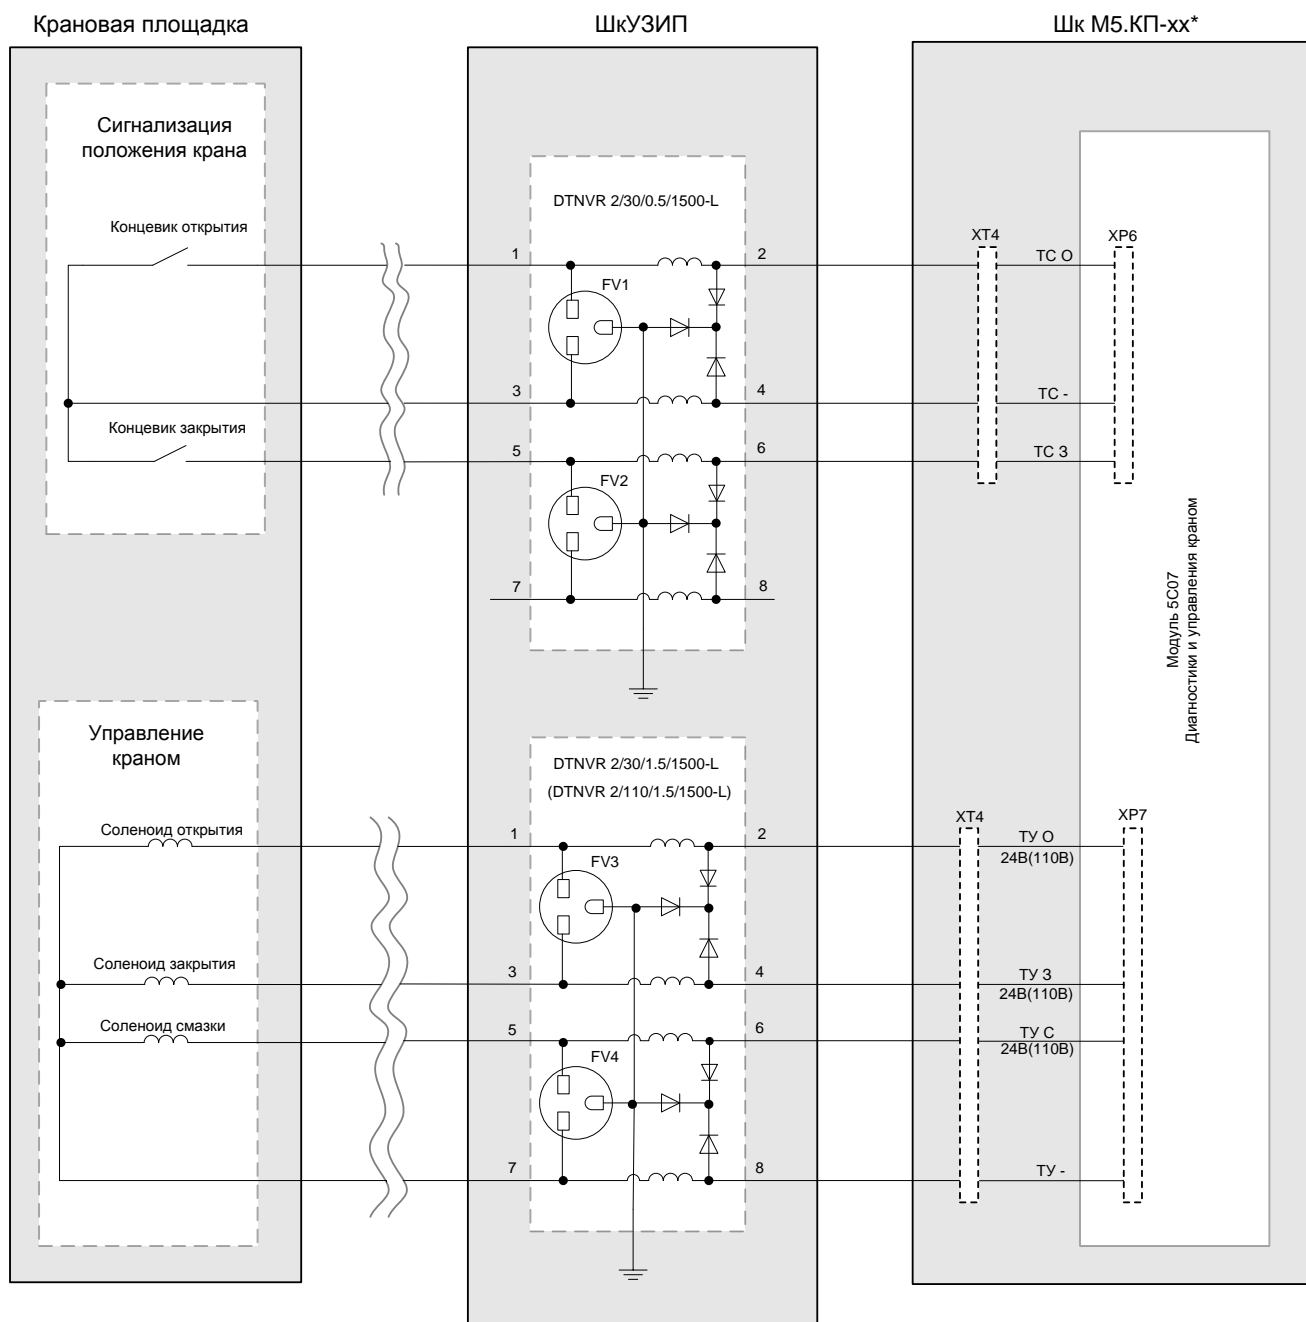 Крановая площадка
ШкУЗИП
Шк М5.КП-хх*
Сигнализация
положения крана
DTNVR 2/30/0.5/1500-L
Концевик открытия
1
2
XT4
ТС О
XP6
FV1
3
4
ТС -
Концевик закрытия
5
6
ТС З
FV2
7
8
Модуль 5С07
Диагностики и управления краном
Управление
краном
DTNVR 2/30/1.5/1500-L
(DTNVR 2/110/1.5/1500-L)
Соленоид открытия
1
2
XT4
ТУ О
24В(110В)
XP7
FV3
Соленоид закрытия
3
4
ТУ З
24В(110В)
Соленоид смазки
5
6
ТУ С
24В(110В)
FV4
7
8
ТУ -